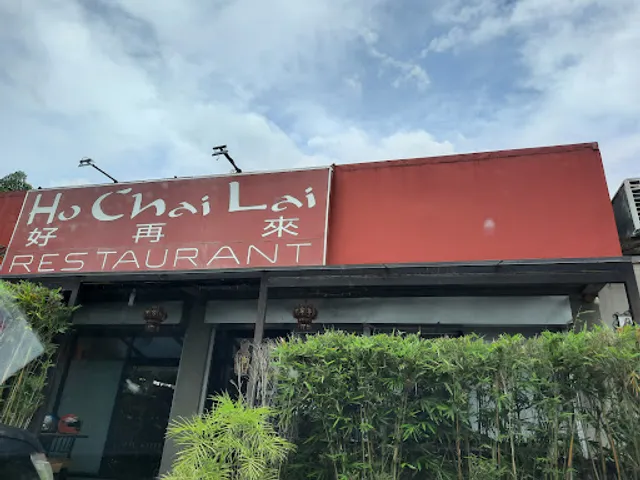 Ho Chai Lai
好再來
RESTAURANT